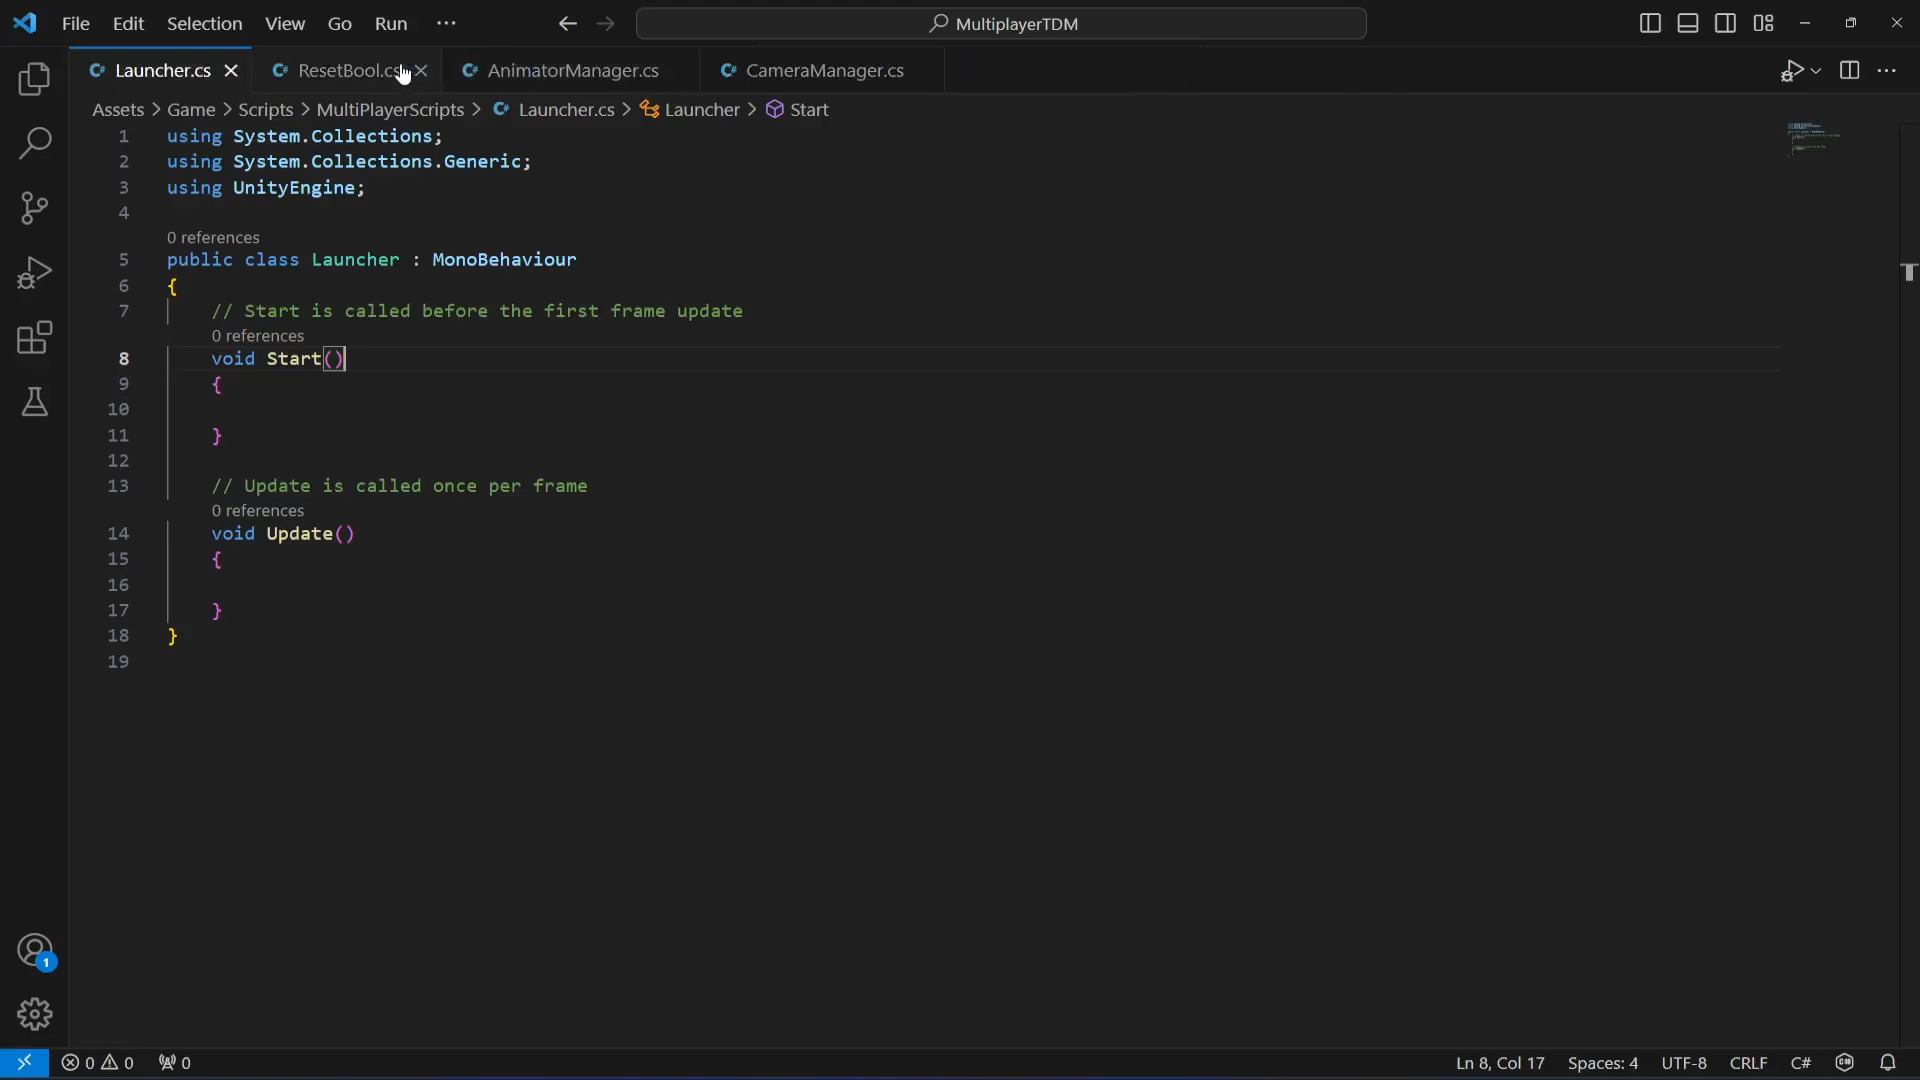 File Edit Selection View Go Run ··· MultiplayerTDM
Launcher.cs ResetBool.cs AnimatorManager.cs CameraManager.cs
Assets > Game > Scripts > MultiPlayerScripts > Launcher.cs > Launcher > Start
1 using System.Collections;
2 using System.Collections.Generic;
3 using UnityEngine;
4
0 references
5 public class Launcher : MonoBehaviour
6 {
7 // Start is called before the first frame update
0 references
8 void Start()
9 {
10
11 }
12
13 // Update is called once per frame
0 references
14 void Update()
15 {
16
17 }
18 }
19
1
0 0 0 Ln 8, Col 17 Spaces: 4 UTF-8 CRLF C#